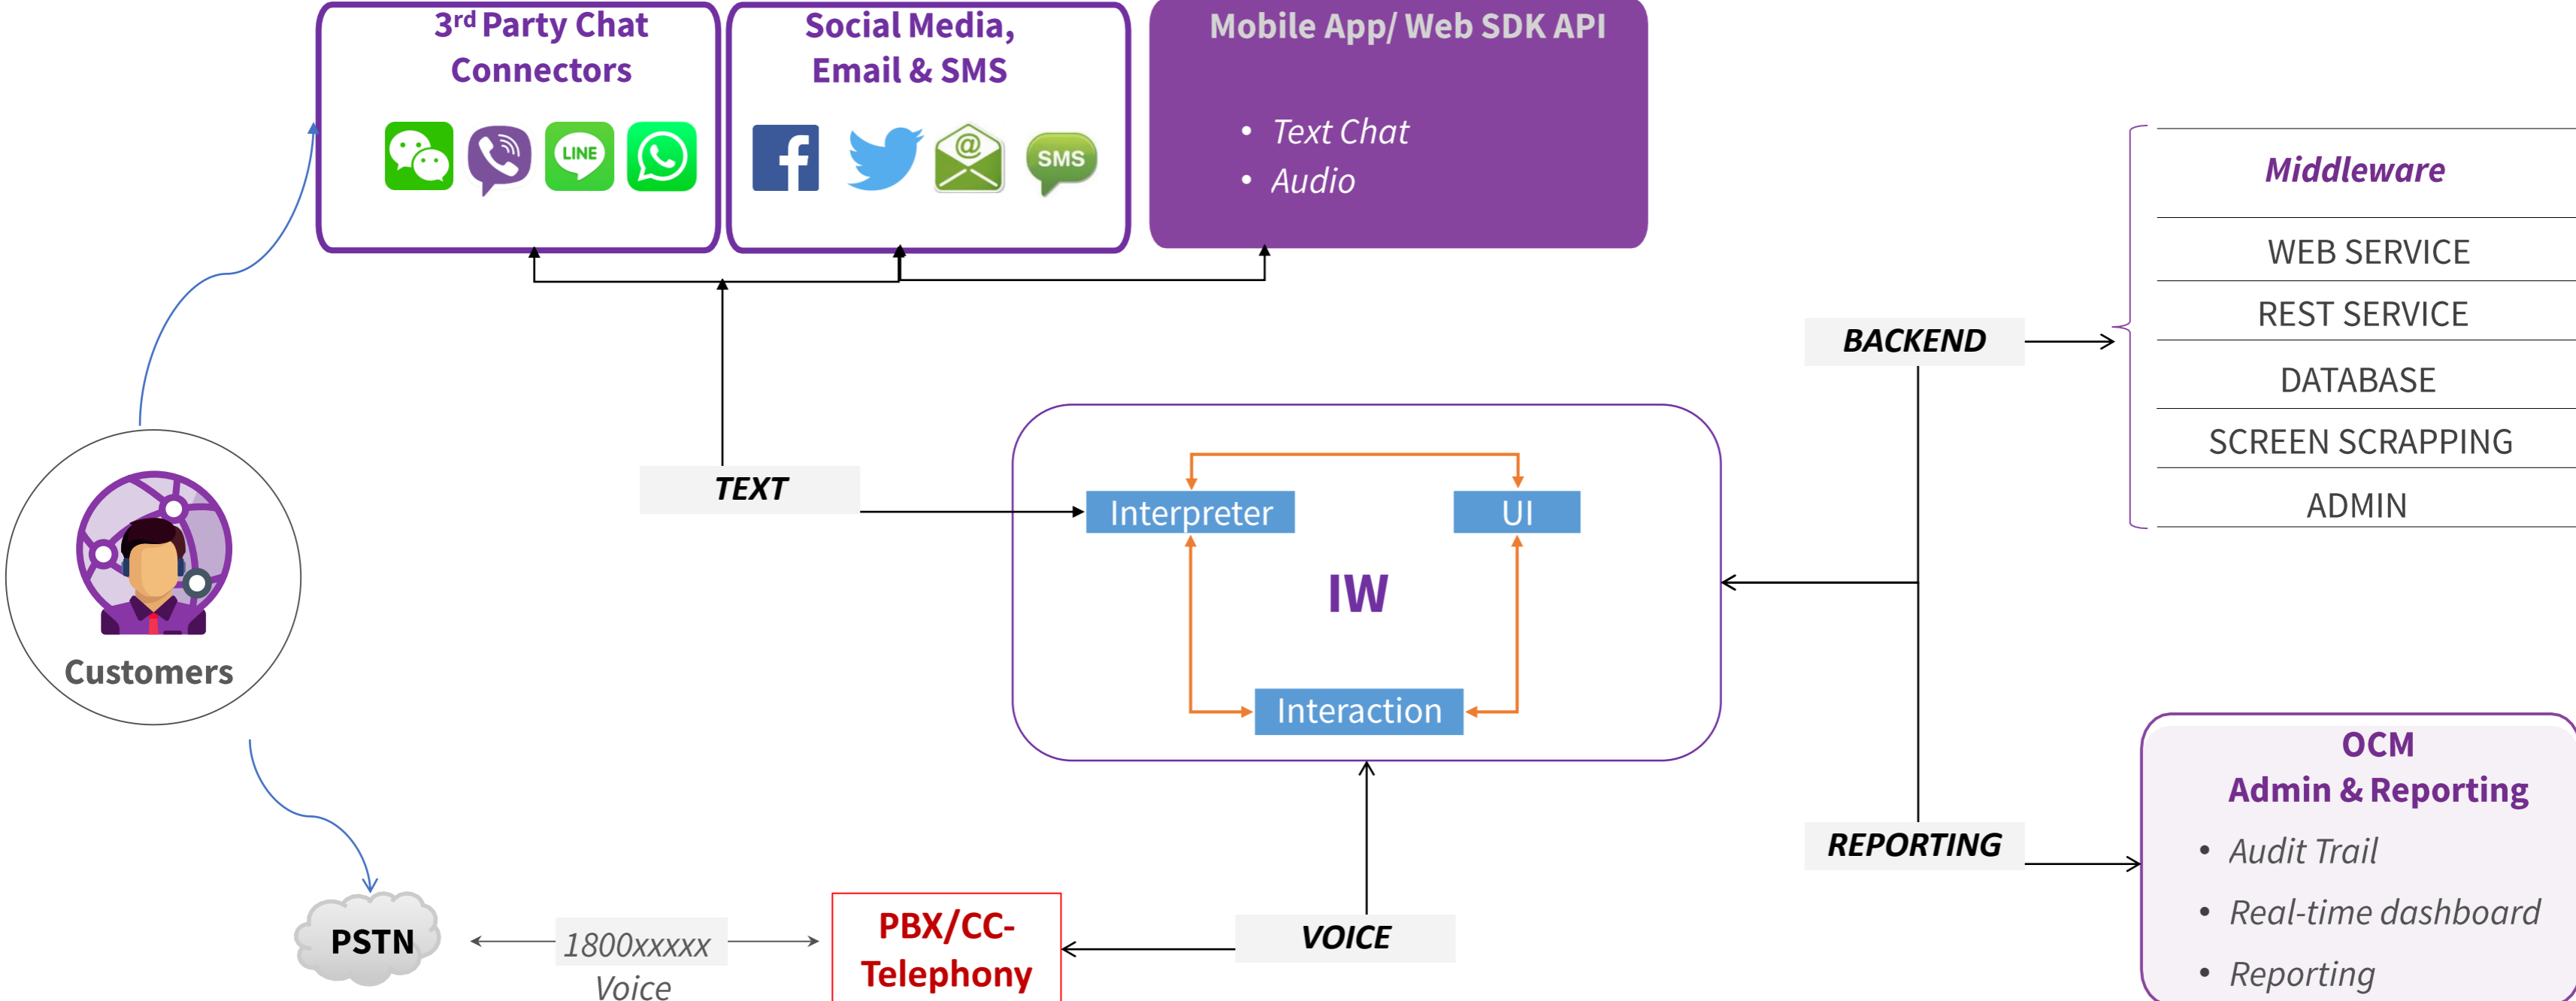 3rd Party Chat
Connectors
LINE
Social Media,
Email & SMS
@
SMS
Mobile App/ Web SDK API
• Text Chat
• Audio
Middleware
WEB SERVICE
REST SERVICE
DATABASE
SCREEN SCRAPPING
ADMIN
BACKEND
TEXT
Interpreter
UI
IW
Interaction
Customers
OCM
Admin & Reporting
• Audit Trail
• Real-time dashboard
• Reporting
REPORTING
PSTN
1800xxxxx
Voice
PBX/CC-
Telephony
VOICE